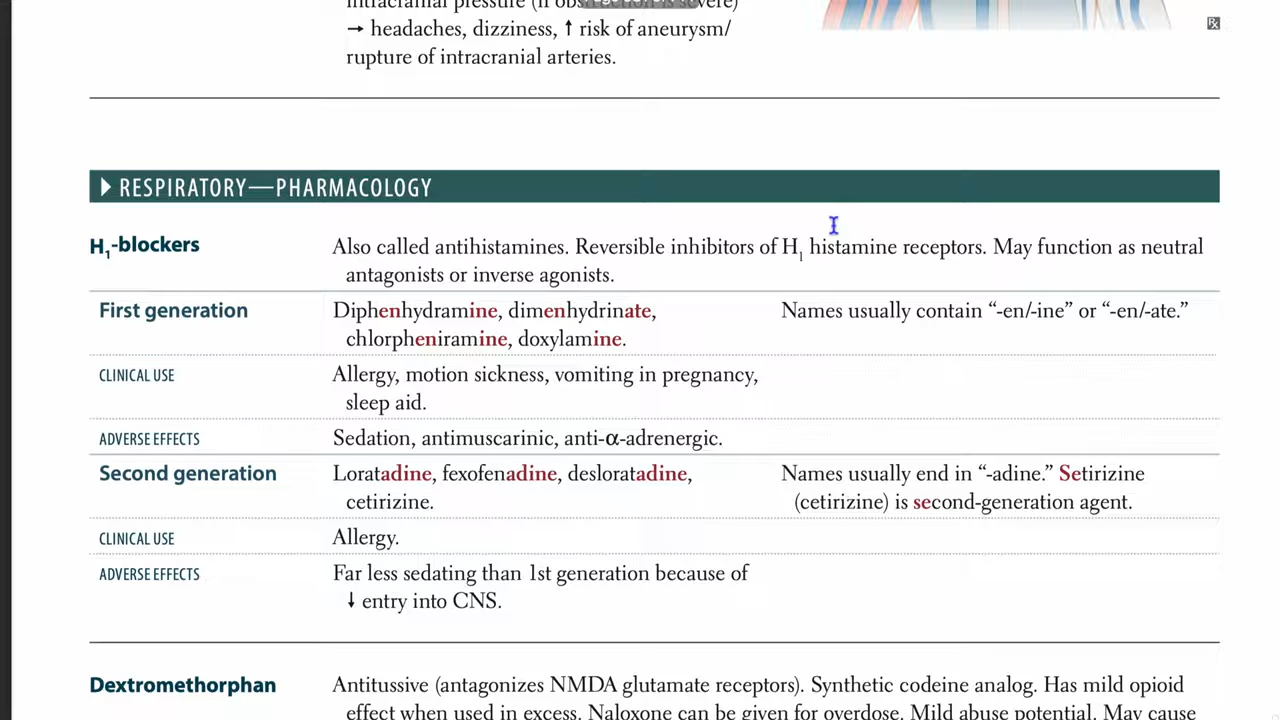 intracranial pressure (if obstruction is severe)
→ headaches, dizziness, ↑ risk of aneurysm/
rupture of intracranial arteries.
RESPIRATORY—PHARMACOLOGY
H₁-blockers
Also called antihistamines. Reversible inhibitors of H₁ histamine receptors. May function as neutral
antagonists or inverse agonists.
First generation
Diphenhydramine, dimenhydrinate,
chlorpheniramine, doxylamine.
Names usually contain “-en/-ine” or “-en/-ate.”
CLINICAL USE
Allergy, motion sickness, vomiting in pregnancy,
sleep aid.
ADVERSE EFFECTS
Sedation, antimuscarinic, anti-α-adrenergic.
Second generation
Loratadine, fexofenadine, desloratadine,
cetirizine.
Names usually end in “-adine.” Setirizine
(cetirizine) is second-generation agent.
CLINICAL USE
Allergy.
ADVERSE EFFECTS
Far less sedating than 1st generation because of
↓ entry into CNS.
Dextromethorphan
Antitussive (antagonizes NMDA glutamate receptors). Synthetic codeine analog. Has mild opioid
effect when used in excess. Naloxone can be given for overdose. Mild abuse potential. May cause